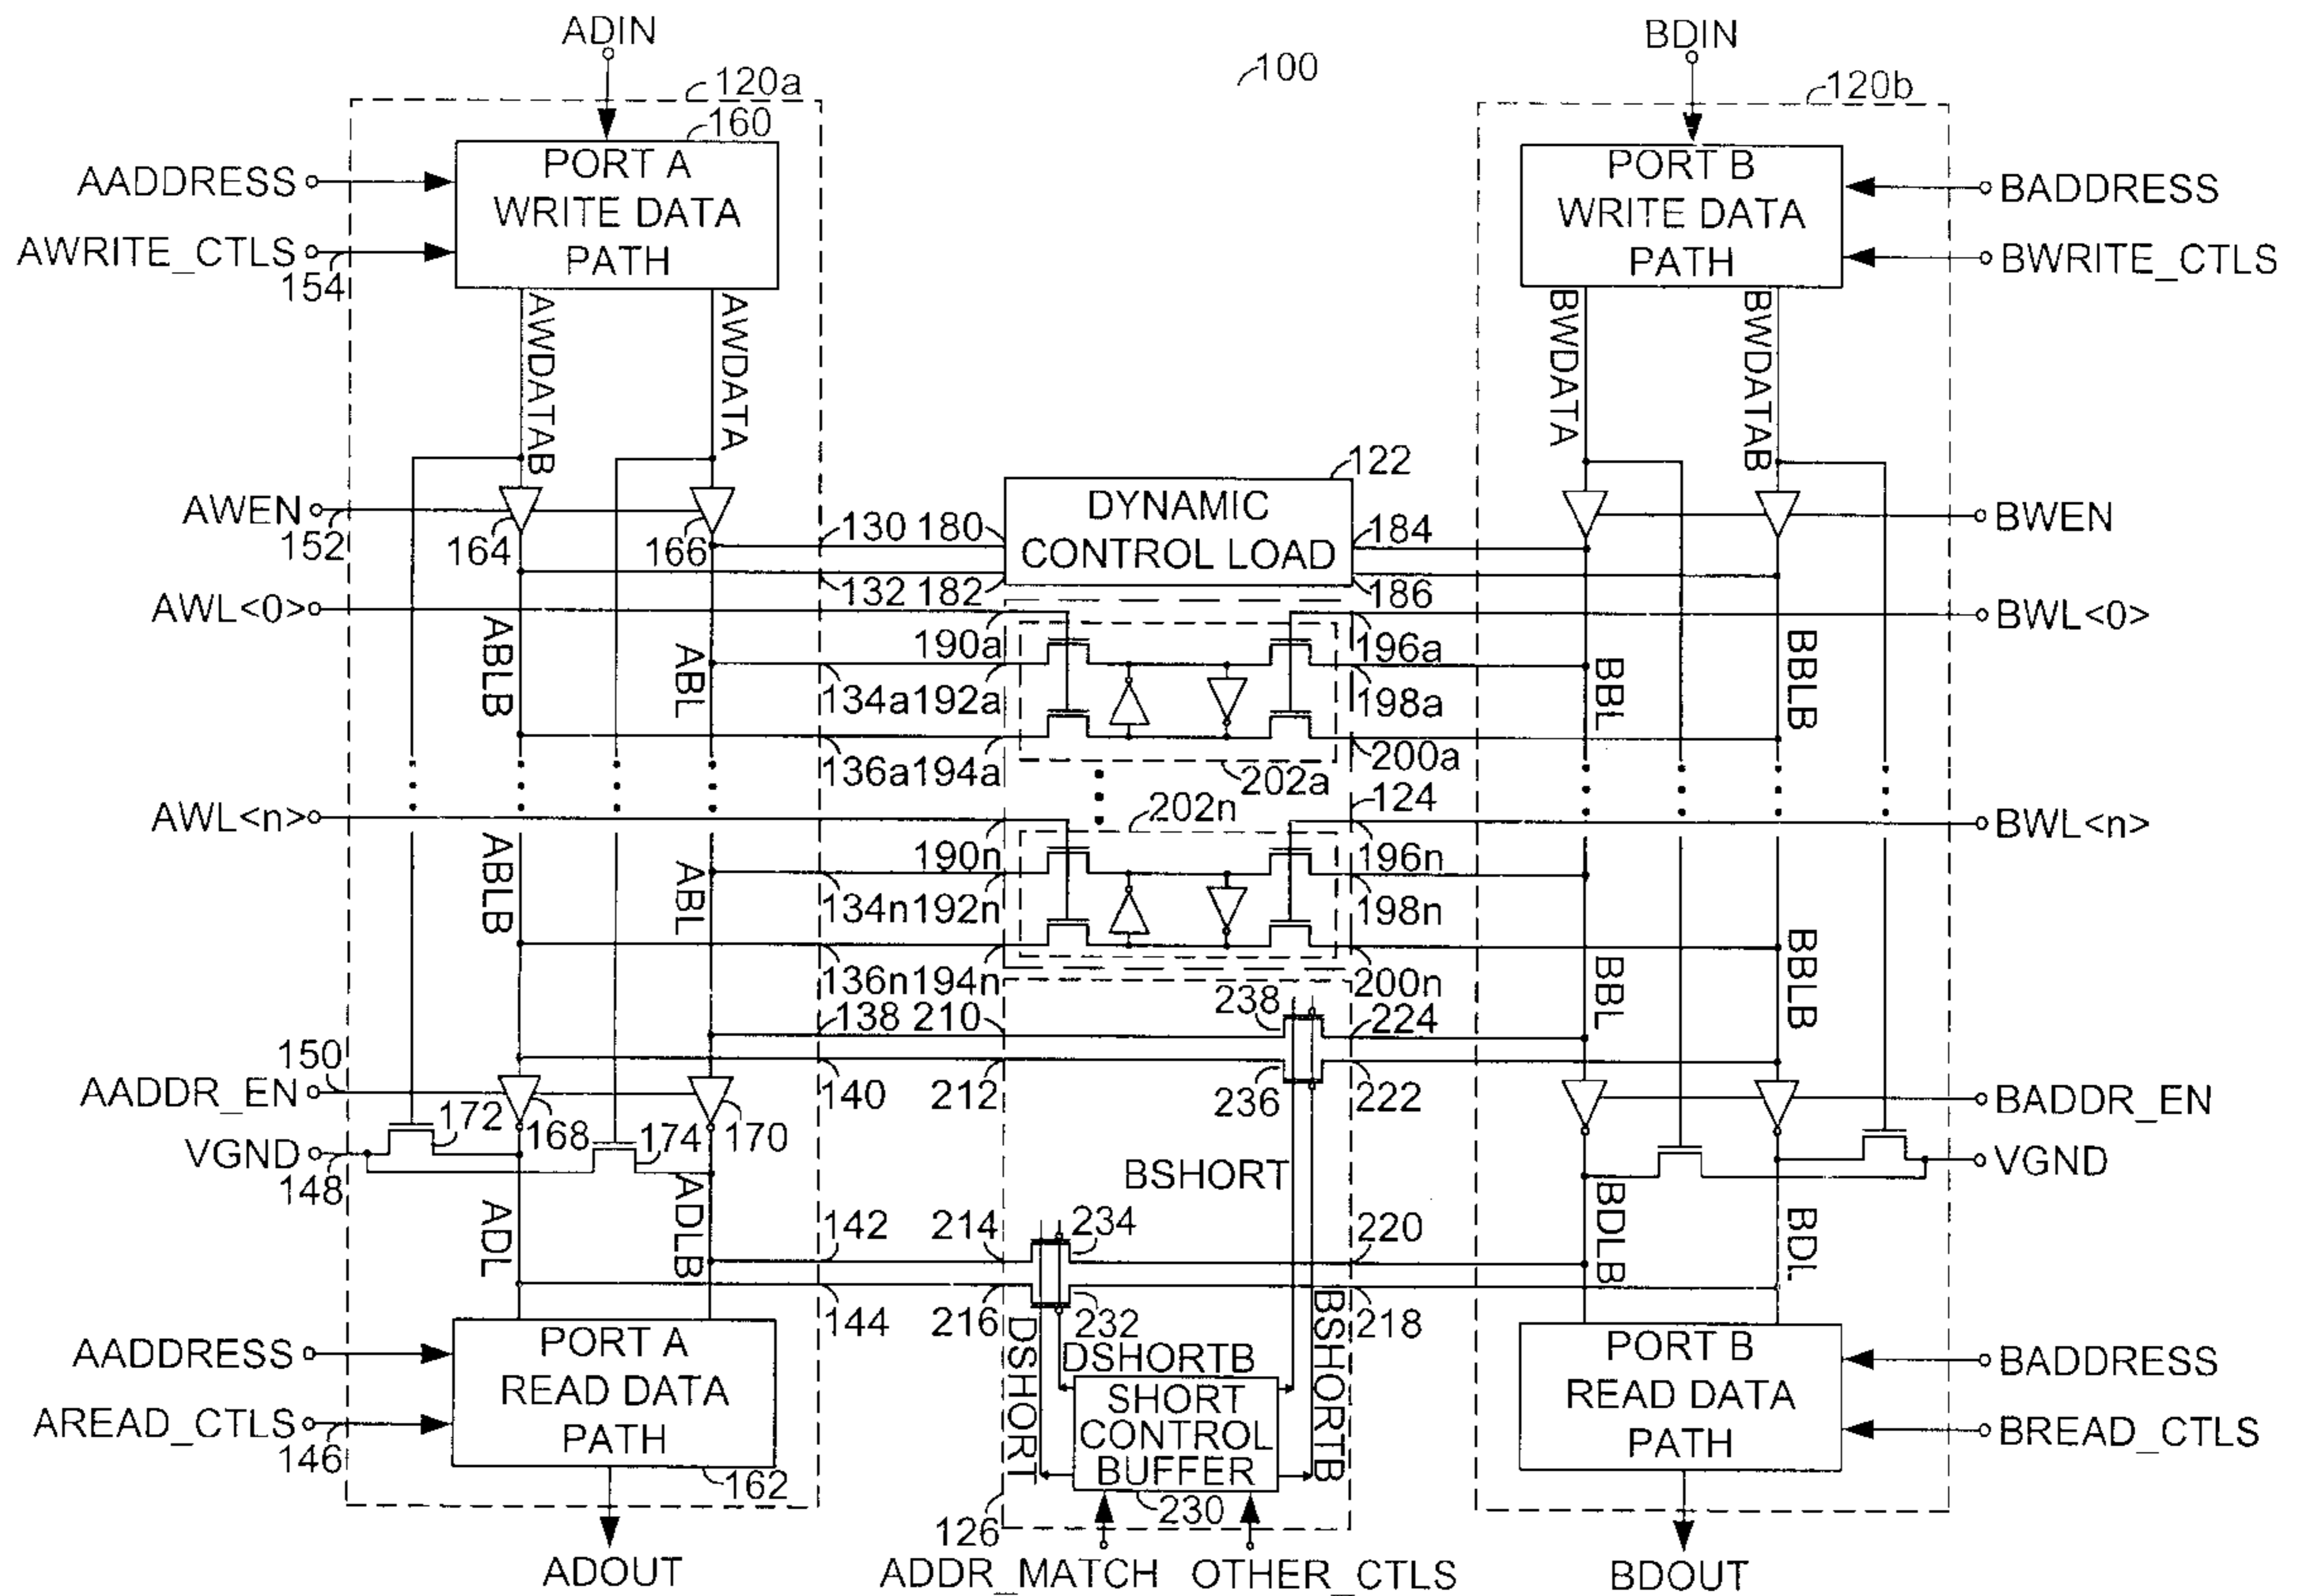 ADIN
BDIN
100
120a
120b
160
AADDRESS
PORT A
WRITE DATA
PATH
PORT B
WRITE DATA
PATH
BADDRESS
AWRITE_CTLS
154
BWRITE_CTLS
AWDATAB
AWDATA
BWDATA
BWDATAB
122
DYNAMIC
CONTROL LOAD
AWEN
152
164
166
130
180
184
BWEN
132
182
186
AWL<0>
BWL<0>
ABLB
ABL
190a
196a
BBL
BBLB
134a
192a
198a
136a
194a
200a
202a
202n
124
AWL<n>
BWL<n>
ABLB
ABL
190n
196n
134n
192n
198n
136n
194n
200n
BBL
BBLB
138
210
238
224
150
AADDR_EN
140
212
236
222
BADDR_EN
172
168
174
170
VGND
148
BSHORT
VGND
ADL
ADLB
142
214
234
220
BDLB
BDL
144
216
232
218
DSHORT
DSHORTB
BSHORTB
AADDRESS
PORT A
READ DATA
PATH
SHORT
CONTROL
BUFFER
PORT B
READ DATA
PATH
BADDRESS
AREAD_CTLS
146
BREAD_CTLS
162
230
126
ADOUT
ADDR_MATCH
OTHER_CTLS
BDOUT